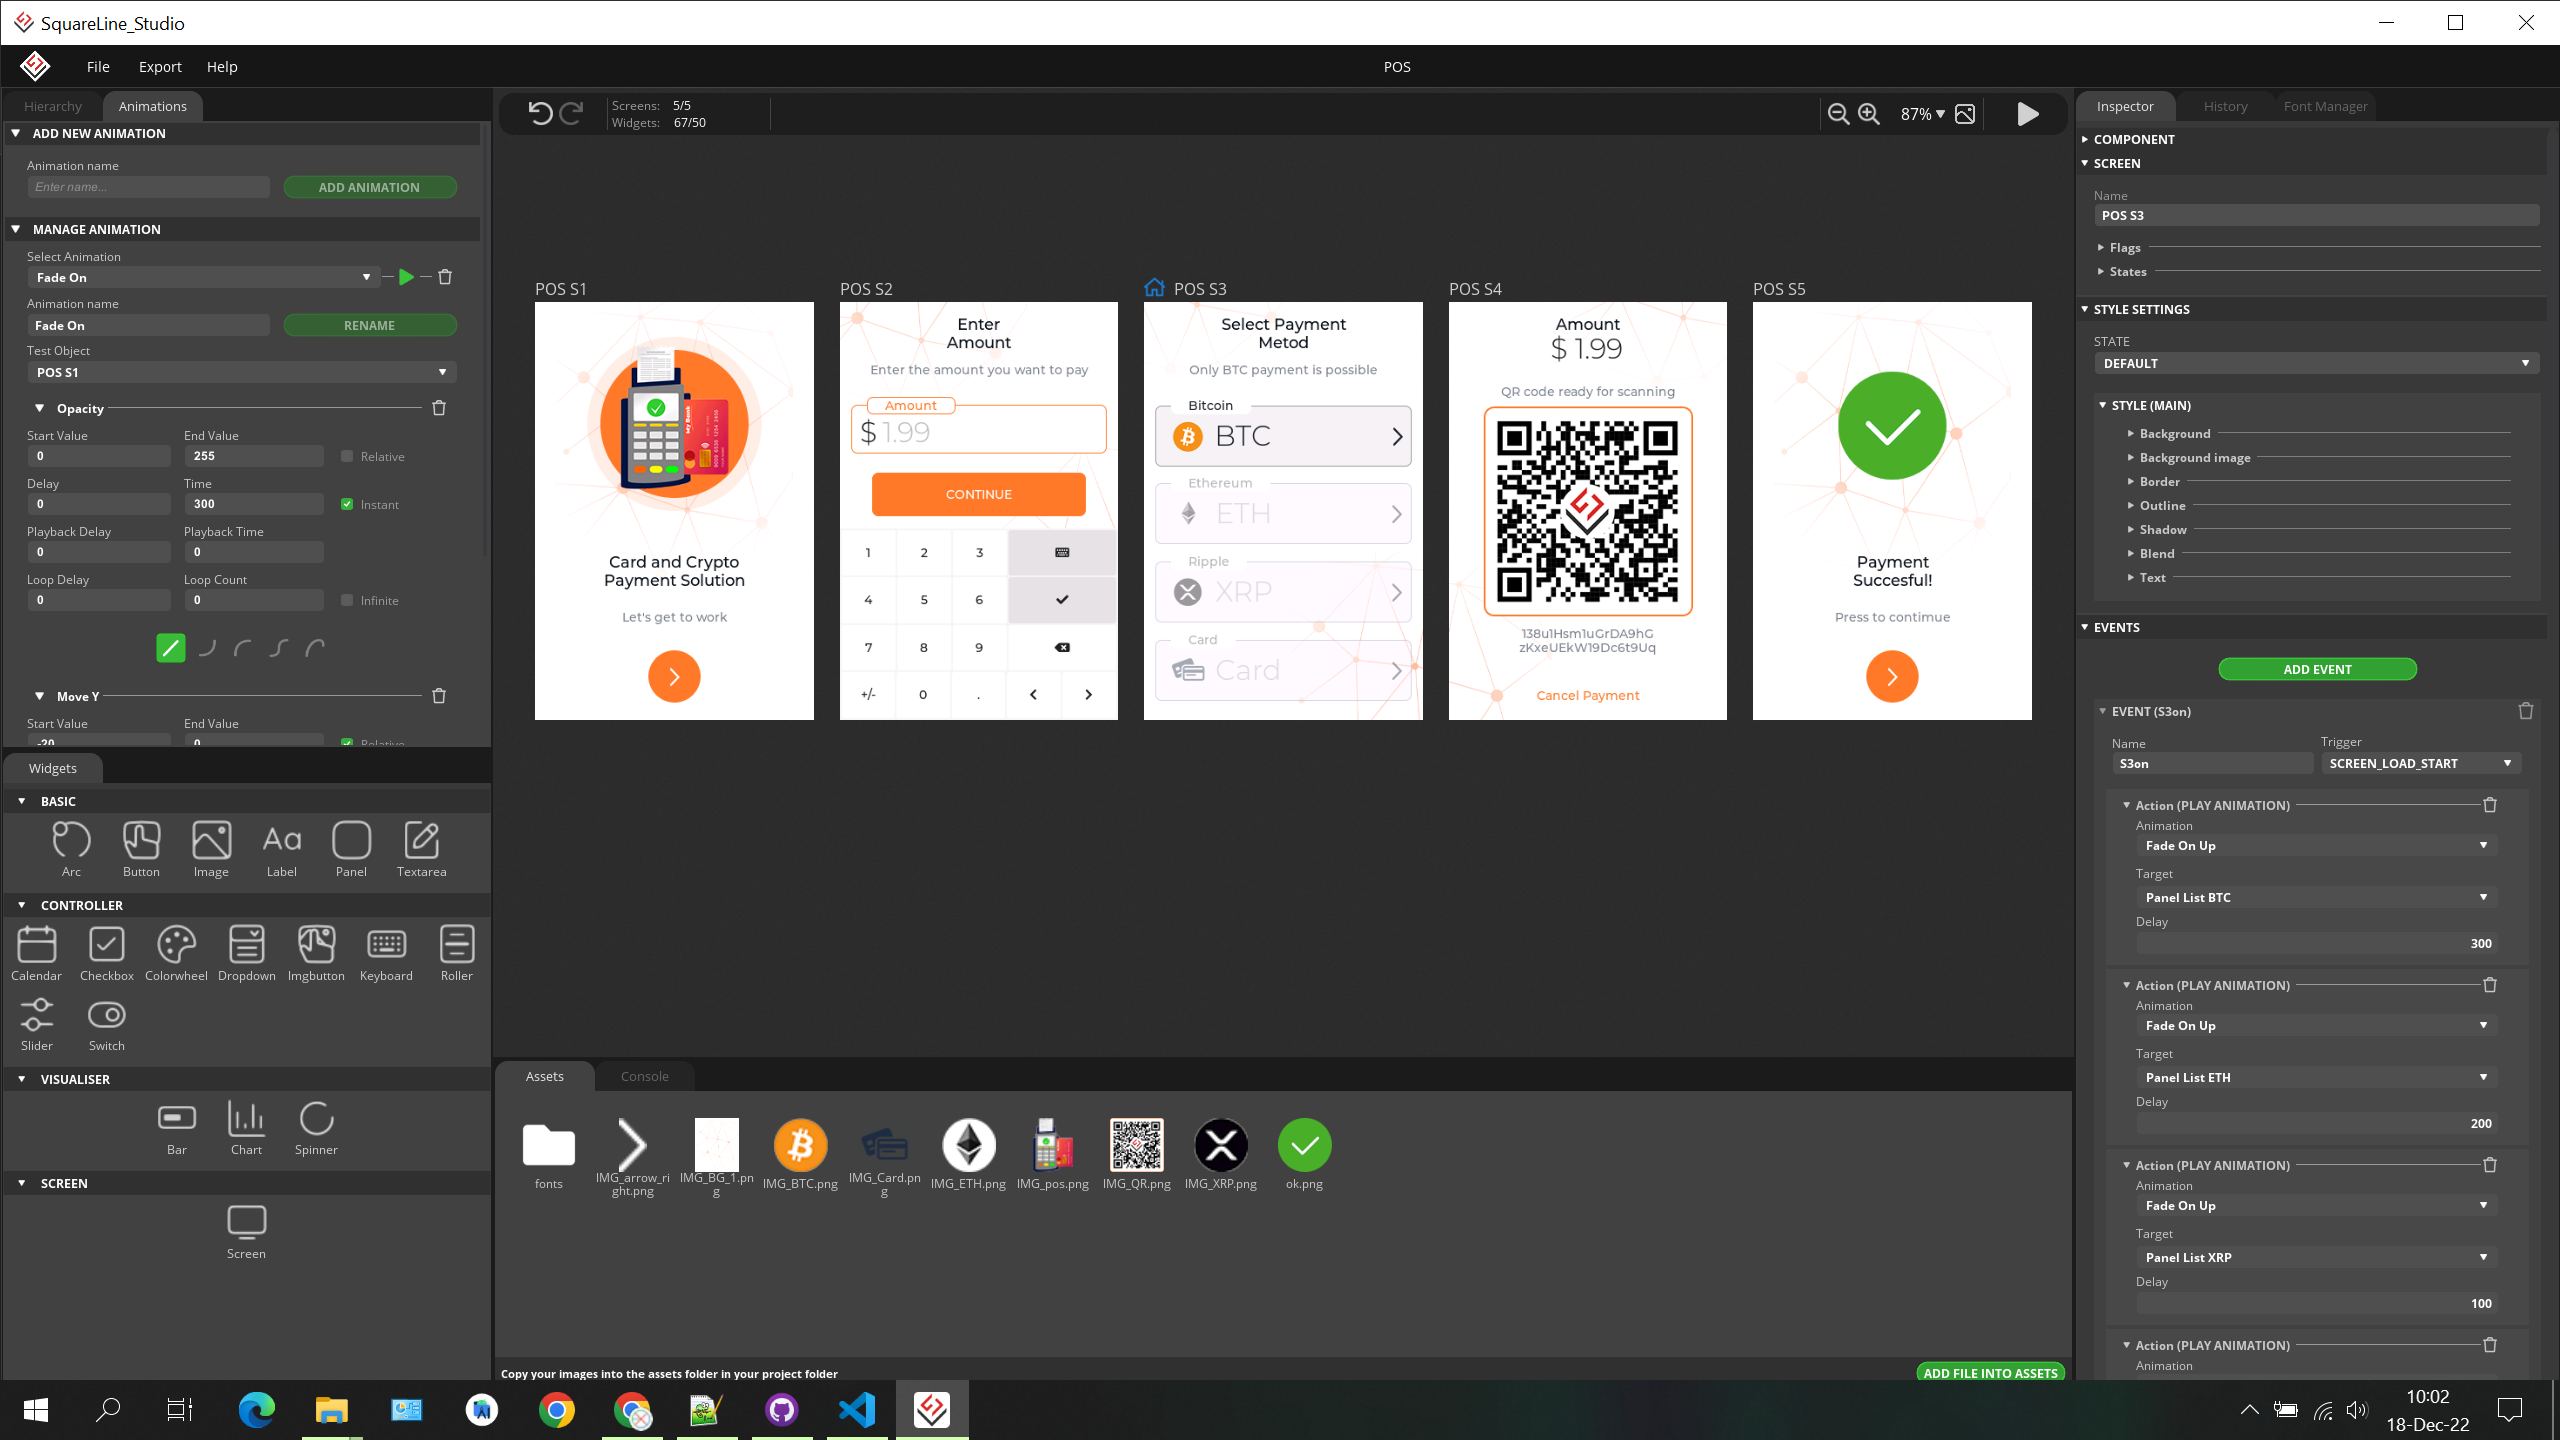 SquareLine_Studio
File Export Help
POS
Hierarchy Animations
ADD NEW ANIMATION
Animation name
Enter name...
ADD ANIMATION
MANAGE ANIMATION
Select Animation
Fade On
Animation name
Fade On
RENAME
Test Object
POS S1
Opacity
Start Value End Value
0 255 Relative
Delay Time
0 300 Instant
Playback Delay Playback Time
0 0
Loop Delay Loop Count
0 0 Infinite
Move Y
Start Value End Value
-20 0 Relative
Widgets
BASIC
Arc Button Image Label Panel Textarea
CONTROLLER
Calendar Checkbox Colorwheel Dropdown Imgbutton Keyboard Roller
Slider Switch
VISUALISER
Bar Chart Spinner
SCREEN
Screen
Screens: 5/5
Widgets: 67/50
87%
POS S1
Card and Crypto
Payment Solution
Let's get to work
POS S2
Enter
Amount
Enter the amount you want to pay
Amount
$ 1.99
CONTINUE
1 2 3
4 5 6
7 8 9
+/- 0 .
POS S3
Select Payment
Metod
Only BTC payment is possible
Bitcoin
BTC
Ethereum
ETH
Ripple
XRP
Card
Card
POS S4
Amount
$ 1.99
QR code ready for scanning
138u1Hsm1uGrDA9hG
zKxeUEkW19Dc6t9Uq
Cancel Payment
POS S5
Payment
Succesful!
Press to continue
Assets Console
fonts
IMG_arrow_ri
ght.png
IMG_BG_1.pn
g
IMG_BTC.png
IMG_Card.pn
g
IMG_ETH.png
IMG_pos.png
IMG_QR.png
IMG_XRP.png
ok.png
Copy your images into the assets folder in your project folder
ADD FILE INTO ASSETS
Inspector History Font Manager
COMPONENT
SCREEN
Name
POS S3
Flags
States
STYLE SETTINGS
STATE
DEFAULT
STYLE (MAIN)
Background
Background image
Border
Outline
Shadow
Blend
Text
EVENTS
ADD EVENT
EVENT (S3on)
Name Trigger
S3on SCREEN_LOAD_START
Action (PLAY ANIMATION)
Animation
Fade On Up
Target
Panel List BTC
Delay
300
Action (PLAY ANIMATION)
Animation
Fade On Up
Target
Panel List ETH
Delay
200
Action (PLAY ANIMATION)
Animation
Fade On Up
Target
Panel List XRP
Delay
100
Action (PLAY ANIMATION)
Animation
10:02
18-Dec-22